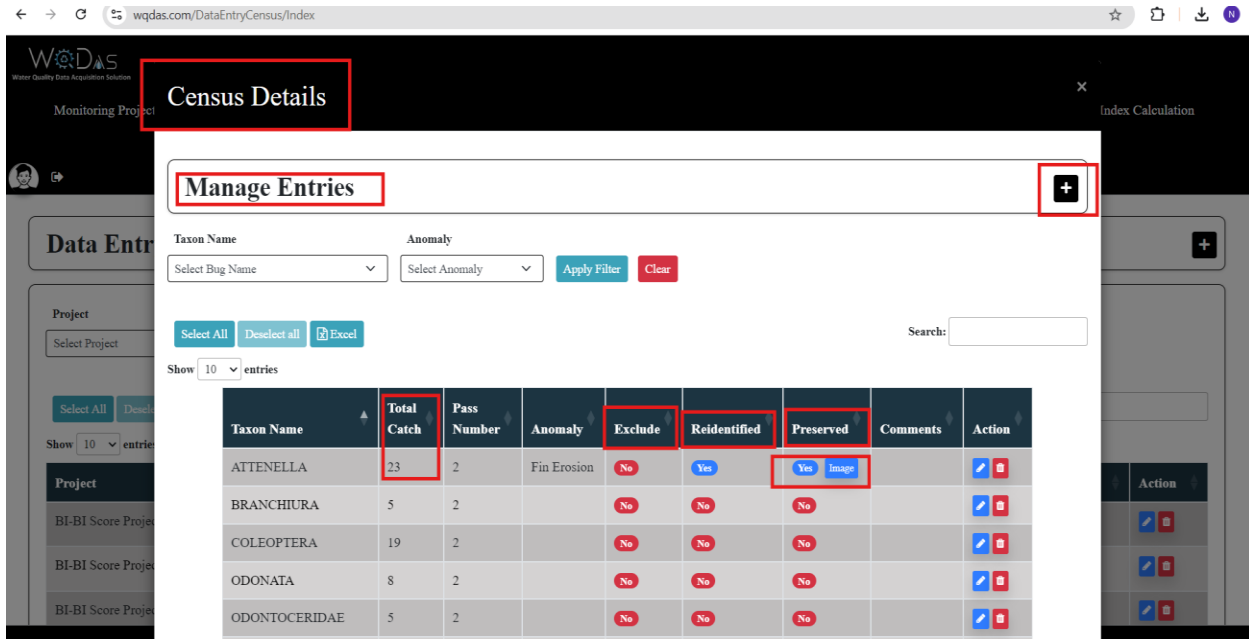 wqdas.com/DataEntryCensus/Index
N
WQDAS
Water Quality Data Acquisition Solution
Monitoring Project
Index Calculation
Census Details
×
Manage Entries
+
Data Entr
+
Taxon Name Anomaly
Select Bug Name Select Anomaly Apply Filter Clear
Project
Select Project
Select All Deselect all Excel Search:
Show 10 entries
Select All Desele
Show 10 entrie
Taxon Name Total Catch Pass Number Anomaly Exclude Reidentified Preserved Comments Action
ATTENELLA 23 2 Fin Erosion No Yes Yes Image
BRANCHIURA 5 2 No No No
COLEOPTERA 19 2 No No No
ODONATA 8 2 No No No
ODONTOCERIDAE 5 2 No No No
Project Action
BI-BI Score Projec
BI-BI Score Projec
BI-BI Score Projec